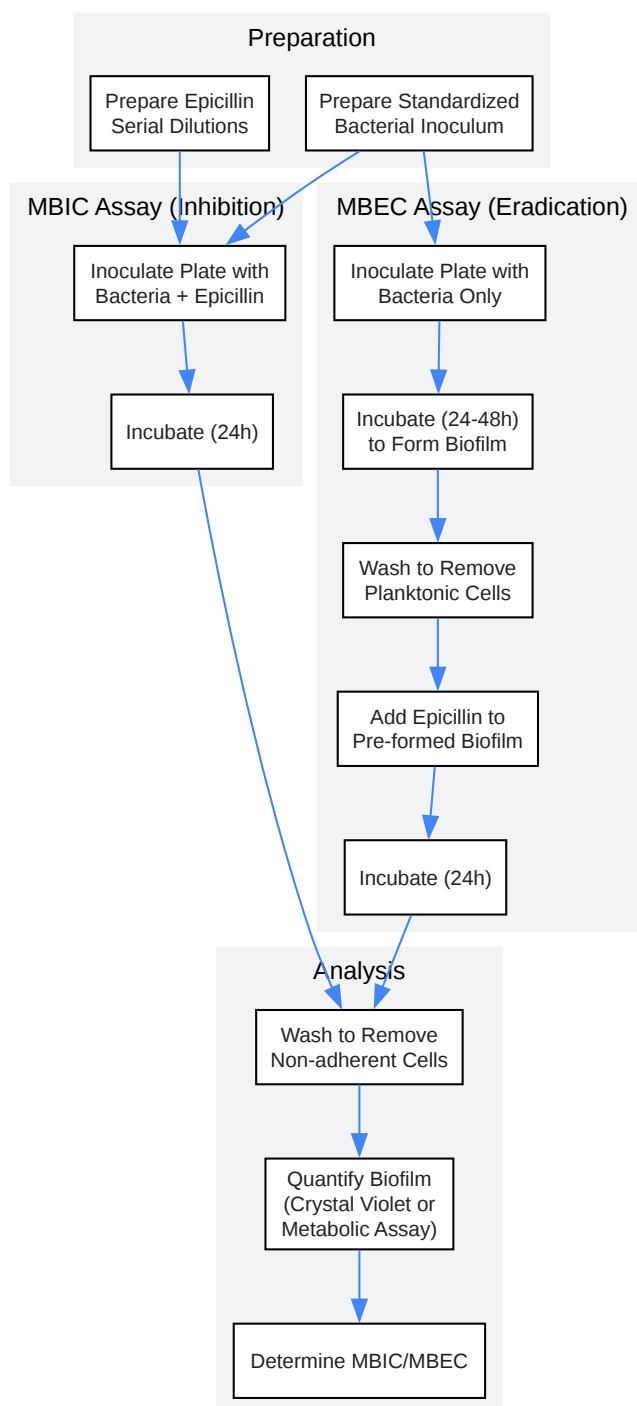 Preparation
Prepare Epicillin
Serial Dilutions
Prepare Standardized
Bacterial Inoculum
MBIC Assay (Inhibition)
Inoculate Plate with
Bacteria + Epicillin
Incubate (24h)
MBEC Assay (Eradication)
Inoculate Plate with
Bacteria Only
Incubate (24-48h)
to Form Biofilm
Wash to Remove
Planktonic Cells
Add Epicillin to
Pre-formed Biofilm
Incubate (24h)
Analysis
Wash to Remove
Non-adherent Cells
Quantify Biofilm
(Crystal Violet or
Metabolic Assay)
Determine MBIC/MBEC